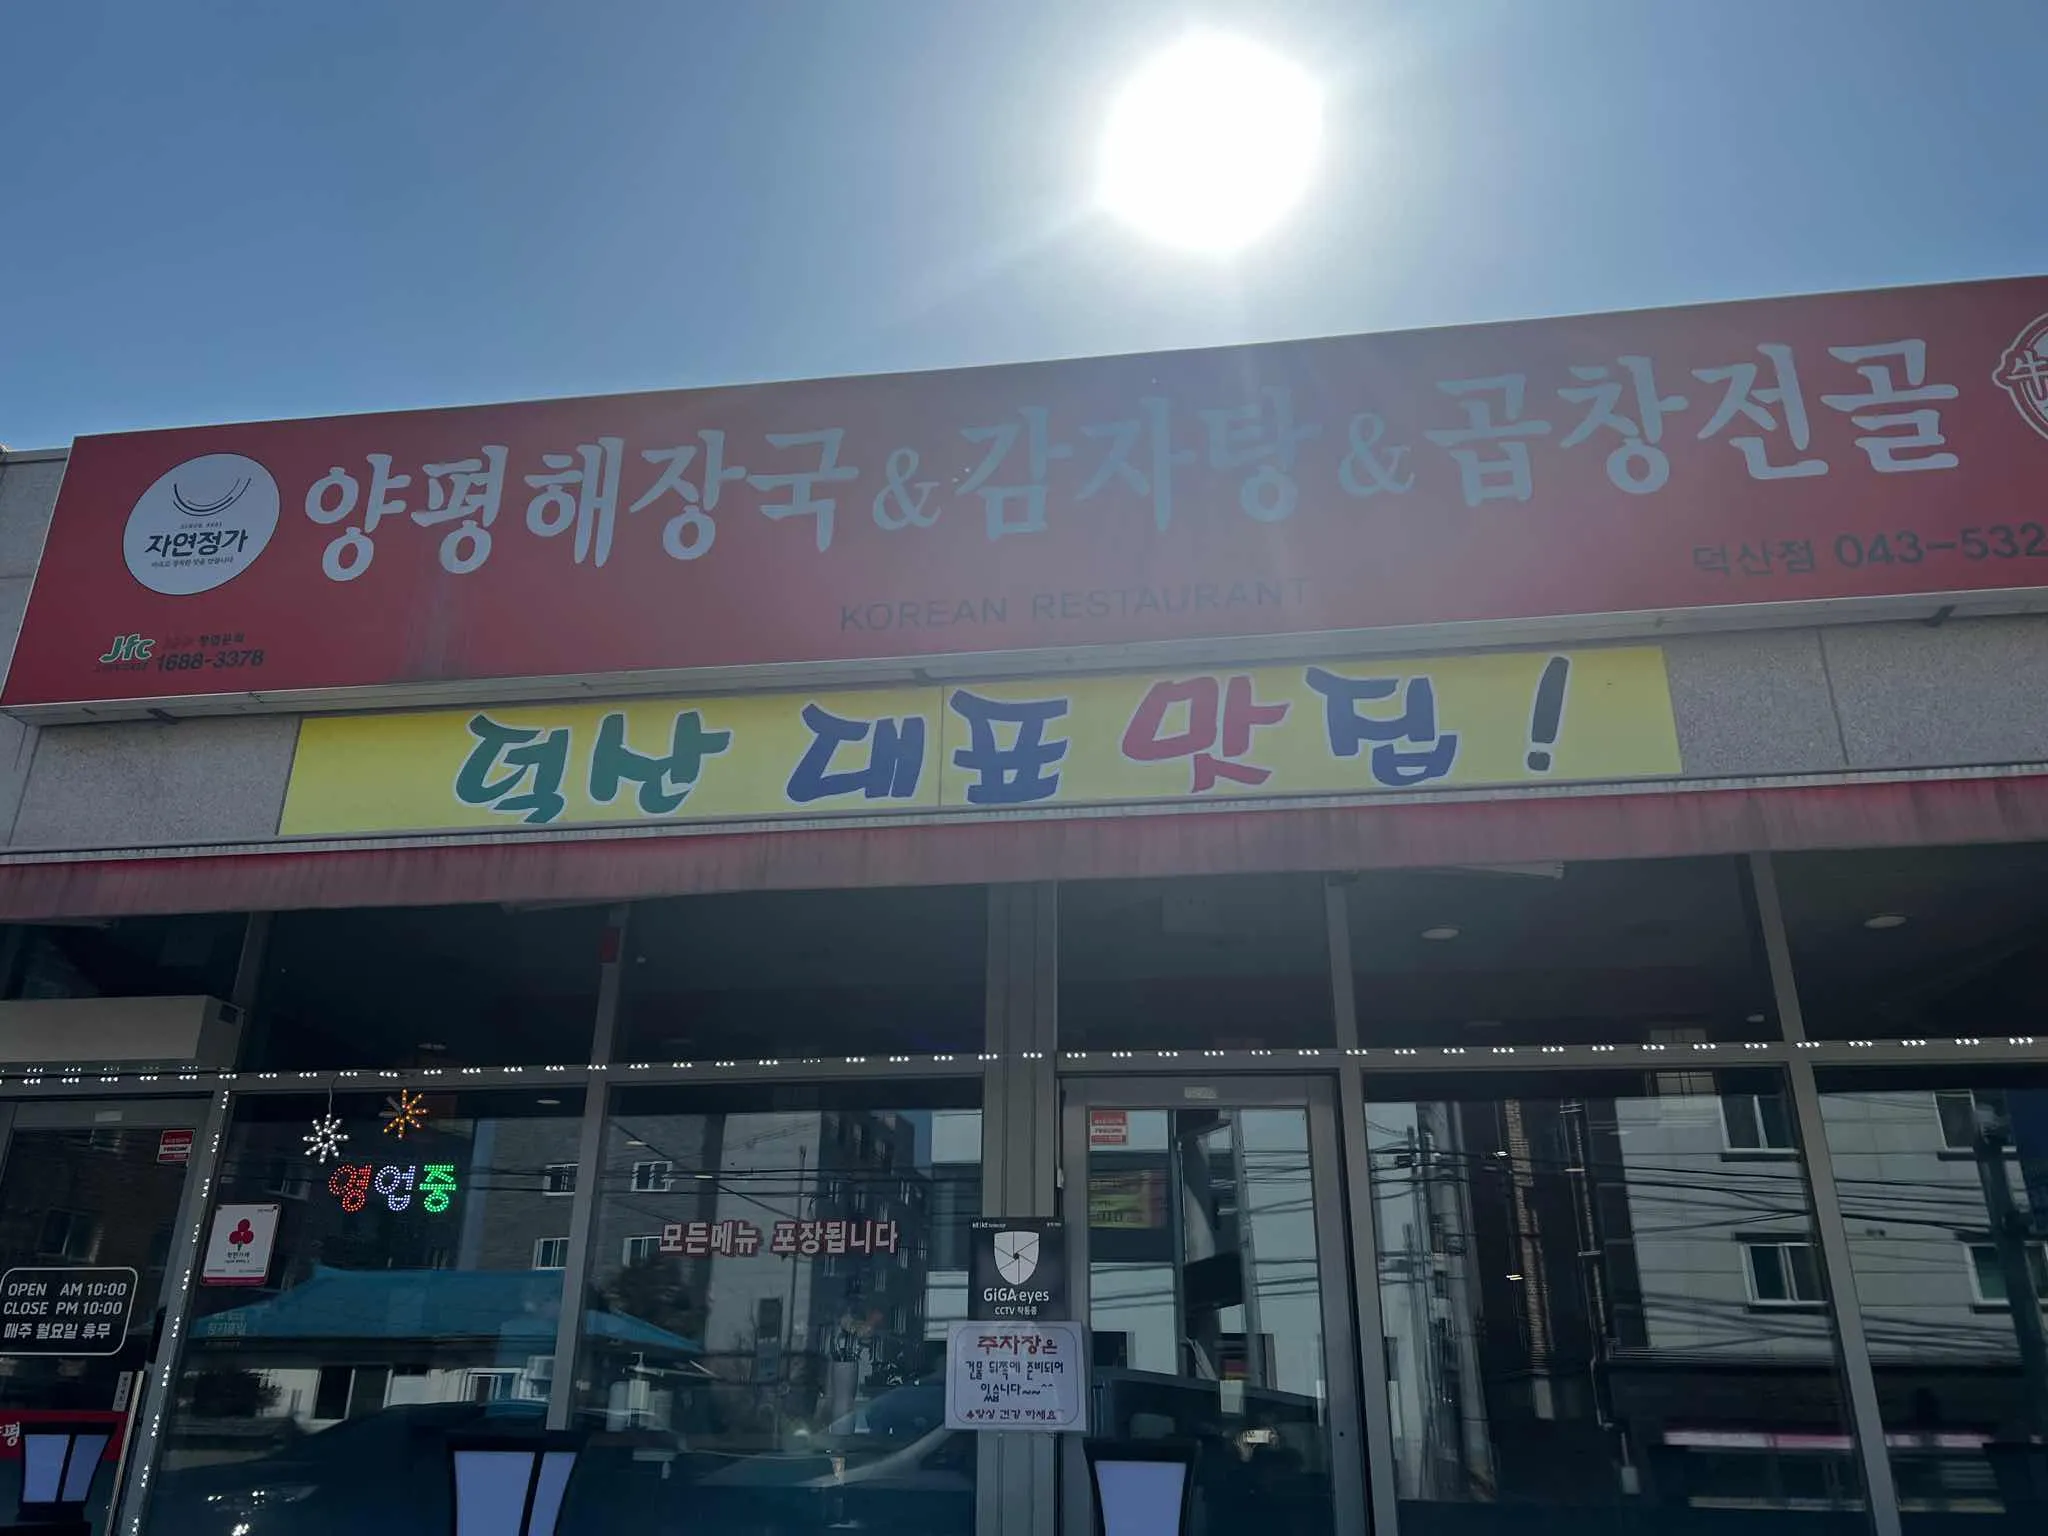 양평해장국&감자탕&곱창전골
자연정가
덕산점 043-532
KOREAN RESTAURANT
Jfc
1688-3378
덕산 대표 맛집!
영업중
모든메뉴 포장됩니다
OPEN AM 10:00
CLOSE PM 10:00
매주 월요일 휴무
GiGAeyes
CCTV 작동중
주차장은
건물 뒤쪽에 준비되어
있습니다~~^^
항상 건강 하세요